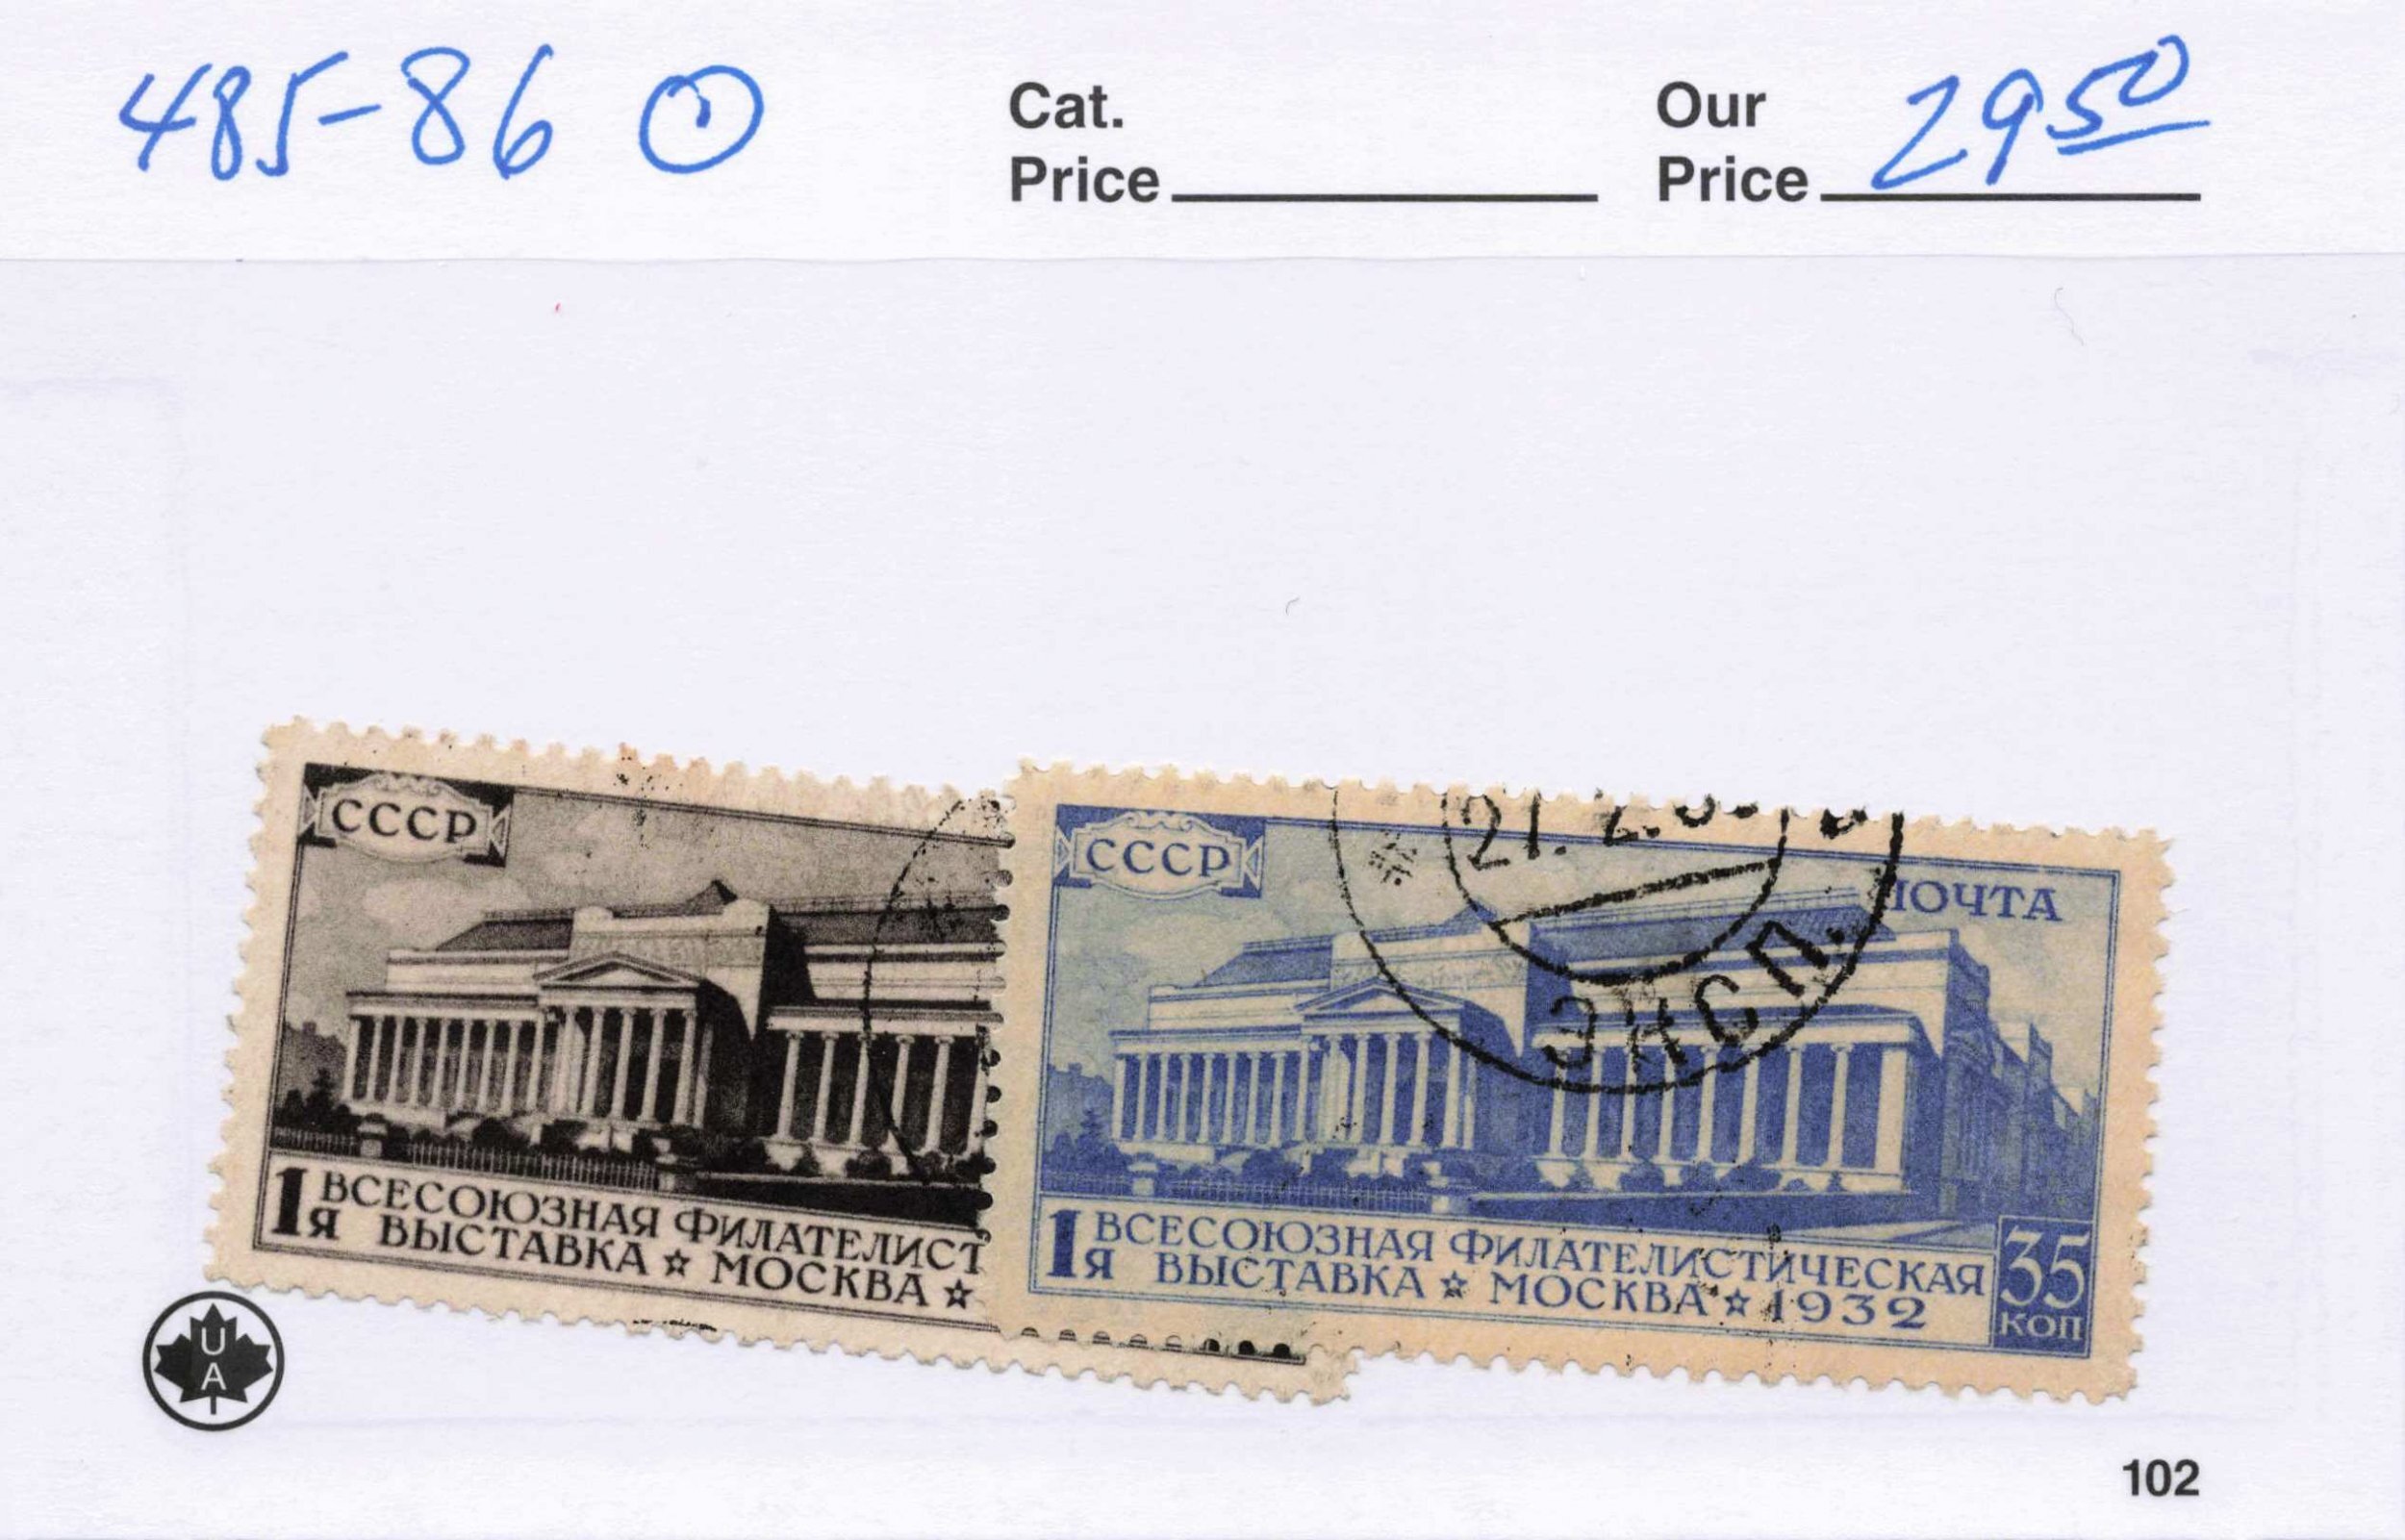 485-86
Cat.
Price
Our
Price 29 50
СССР
1я ВСЕСОЮЗНАЯ ФИЛАТЕЛИСТ
ВЫСТАВКА ☆ МОСКВА ☆
СССР
ПОЧТА
1я ВСЕСОЮЗНАЯ ФИЛАТЕЛИСТИЧЕСКАЯ
ВЫСТАВКА ☆ МОСКВА ☆ 1932
35
КОП
ЭКСП.
U
A
102